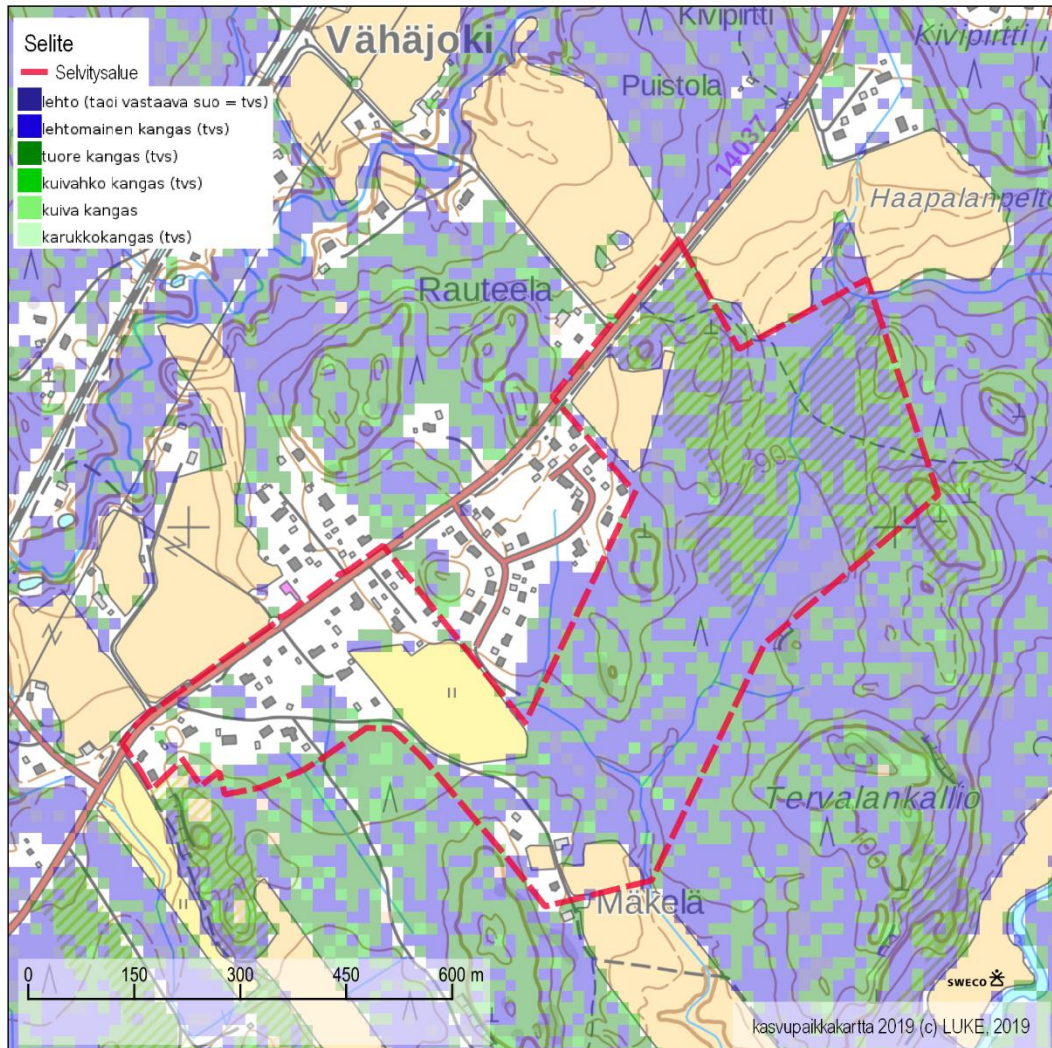 Selite
Selvitysalue
lehto (taoi vastaava suo = tvs)
lehtomainen kangas (tvs)
tuore kangas (tvs)
kuivahko kangas (tvs)
kuiva kangas
karukkokangas (tvs)
Vähäjoki
Kivipirtti
Kivipirtti
Puistola
14037
Haapalanpelto
Rauteela
90
Tervalankallio
100
Mäkelä
0 150 300 450 600 m
SWECO
kasvupaikkakartta 2019 (c) LUKE, 2019